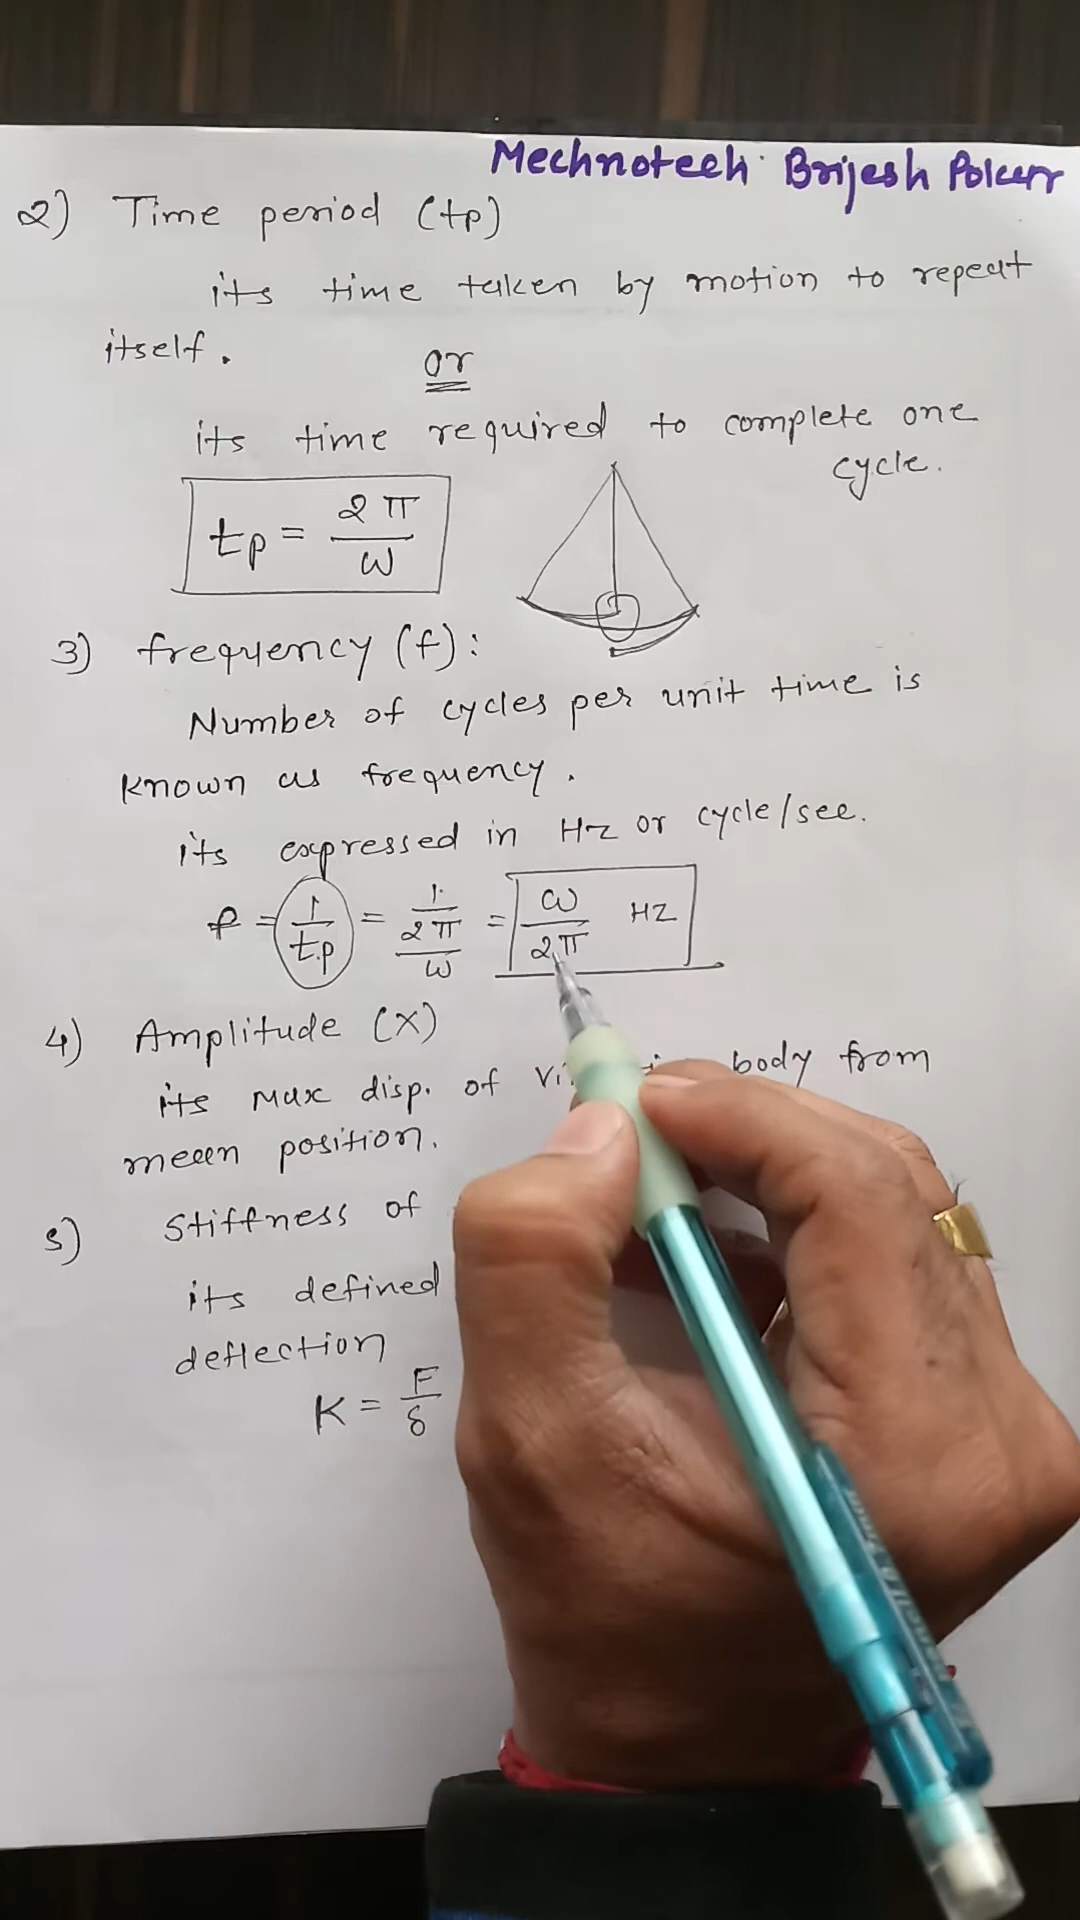 Mechnotech Brijesh Polcerr
2) Time period (tp)
its time taken by motion to repeat
itself.
or
its time required to complete one
cycle.
tp = 2π/ω
3) frequency (f):
Number of cycles per unit time is
known as frequency.
its expressed in Hz or cycle/sec.
f = 1/tp = 1/(2π/ω) = ω/2π Hz
4) Amplitude (X)
its max disp. of body from
mean position.
5) Stiffness of
its defined
deflection
K = F/δ